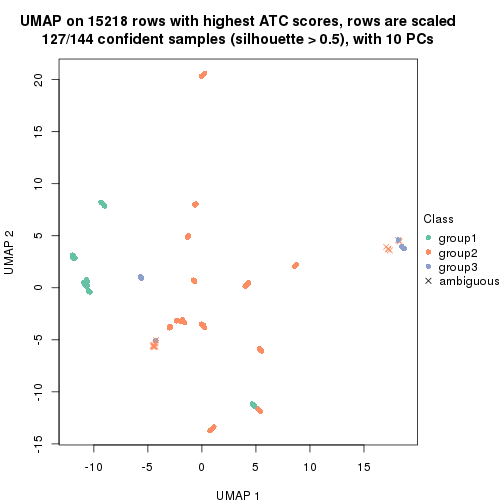 UMAP on 15218 rows with highest ATC scores, rows are scaled
127/144 confident samples (silhouette > 0.5), with 10 PCs
20
15
10
5
0
-5
-10
-15
UMAP 2
-10
-5
0
5
10
15
UMAP 1
Class
group1
group2
group3
ambiguous